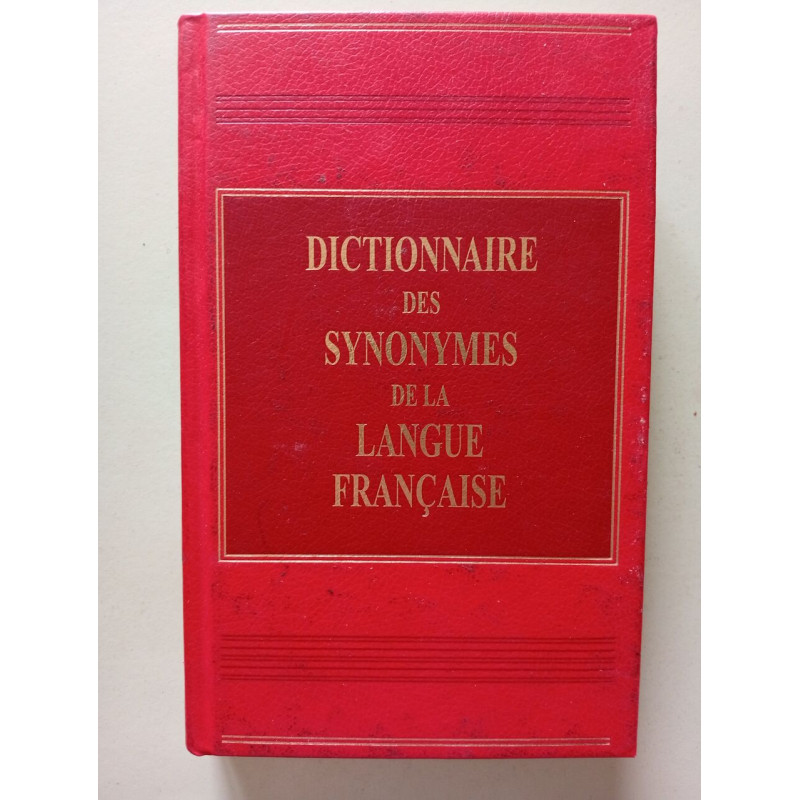 DICTIONNAIRE
DES
SYNONYMES
DE LA
LANGUE
FRANÇAISE